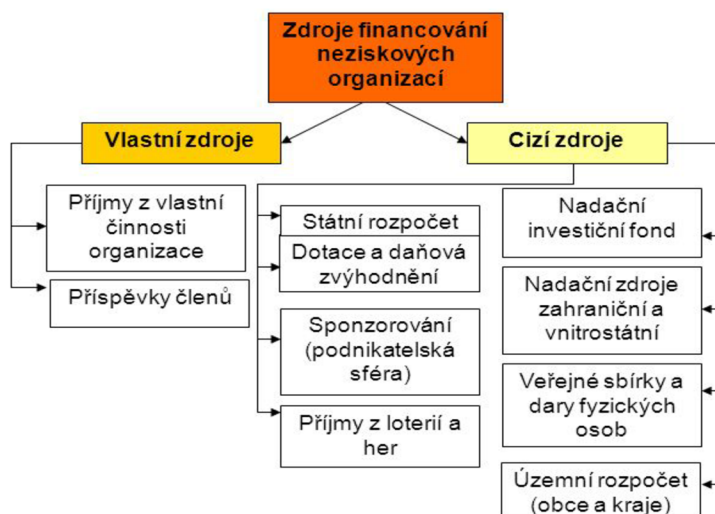 Zdroje financování
neziskových
organizací
Vlastní zdroje
Cizí zdroje
Příjmy z vlastní
činnosti
organizace
Příspěvky členů
Státní rozpočet
Dotace a daňová
zvýhodnění
Sponzorování
(podnikatelská
sféra)
Příjmy z loterií a
her
Nadační
investiční fond
Nadační zdroje
zahraniční a
vnitrostátní
Veřejné sbírky a
dary fyzických
osob
Územní rozpočet
(obce a kraje)